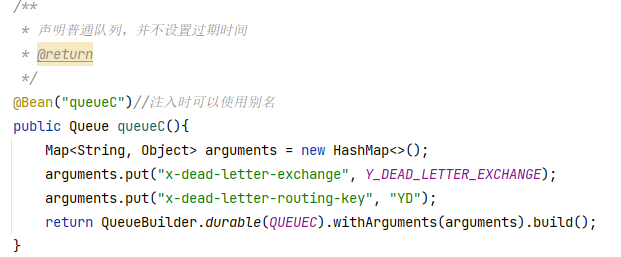 /**
 * 声明普通队列，并不设置过期时间
 * @return
 */
@Bean("queueC")//注入时可以使用别名
public Queue queueC(){
    Map<String, Object> arguments = new HashMap<>();
    arguments.put("x-dead-letter-exchange", Y_DEAD_LETTER_EXCHANGE);
    arguments.put("x-dead-letter-routing-key", "YD");
    return QueueBuilder.durable(QUEUEC).withArguments(arguments).build();
}